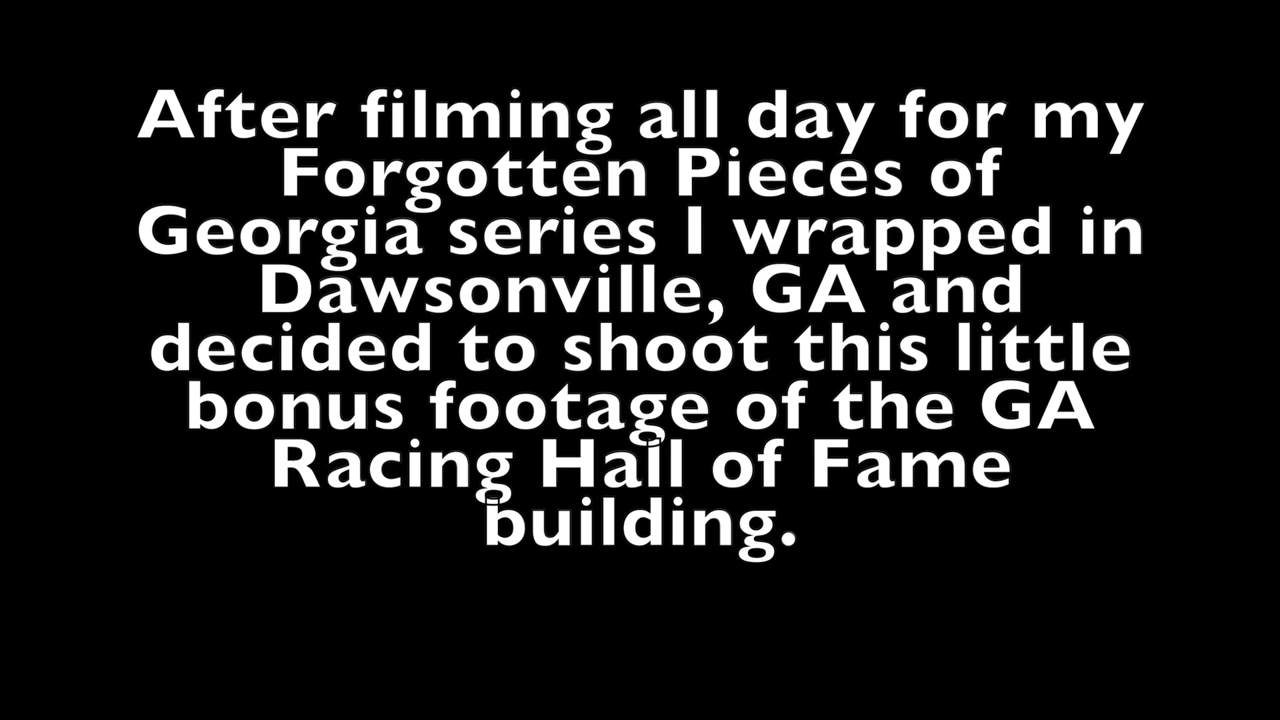 After filming all day for my
Forgotten Pieces of
Georgia series I wrapped in
Dawsonville, GA and
decided to shoot this little
bonus footage of the GA
Racing Hall of Fame
building.